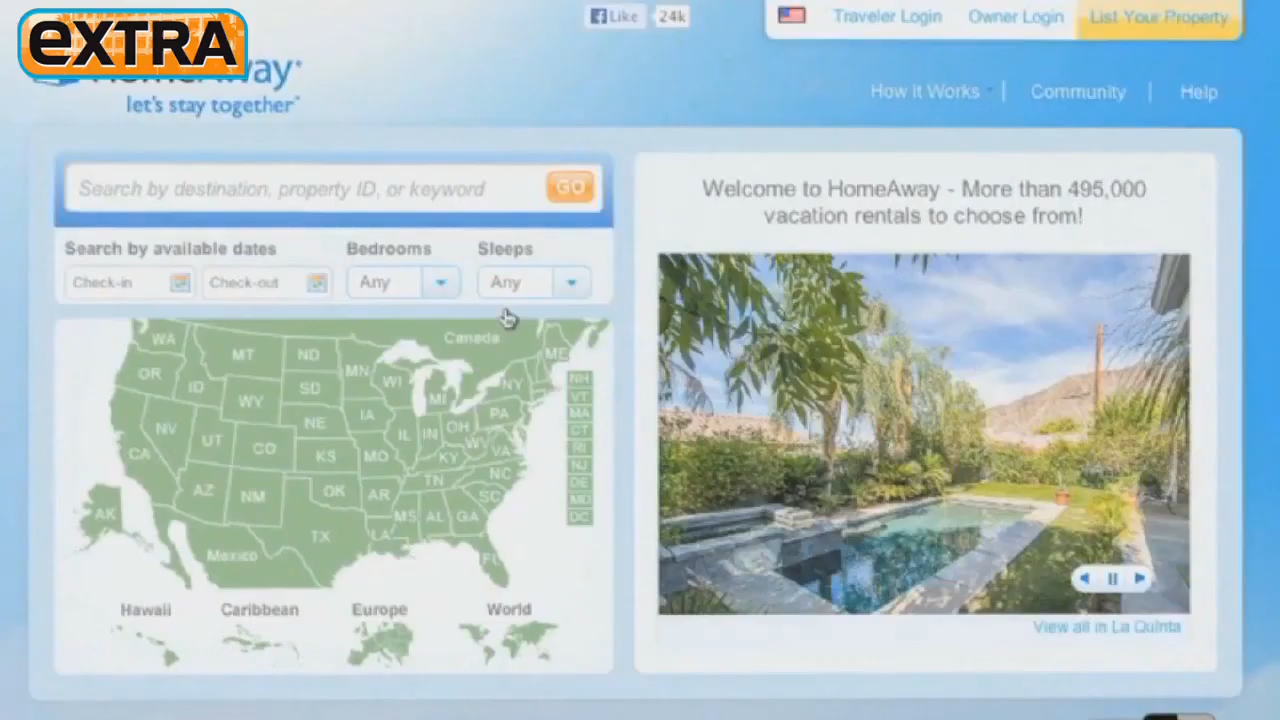 eXTRA
Like 24k
Traveler Login Owner Login List Your Property
HomeAway
let's stay together
How it Works Community Help
Search by destination, property ID, or keyword GO
Welcome to HomeAway - More than 495,000
vacation rentals to choose from!
Search by available dates Bedrooms Sleeps
Check-in Check-out Any Any
Canada
WA MT ND MN ME
OR ID SD WI NY NH
WY MI VT
NV NE IA PA MA
UT CO IL IN OH CT
CA KS MO KY WV VA RI
AZ NM OK AR TN NC NJ
AK MS AL GA SC DE
TX LA MD
Mexico FL DC
Hawaii Caribbean Europe World
View all in La Quinta